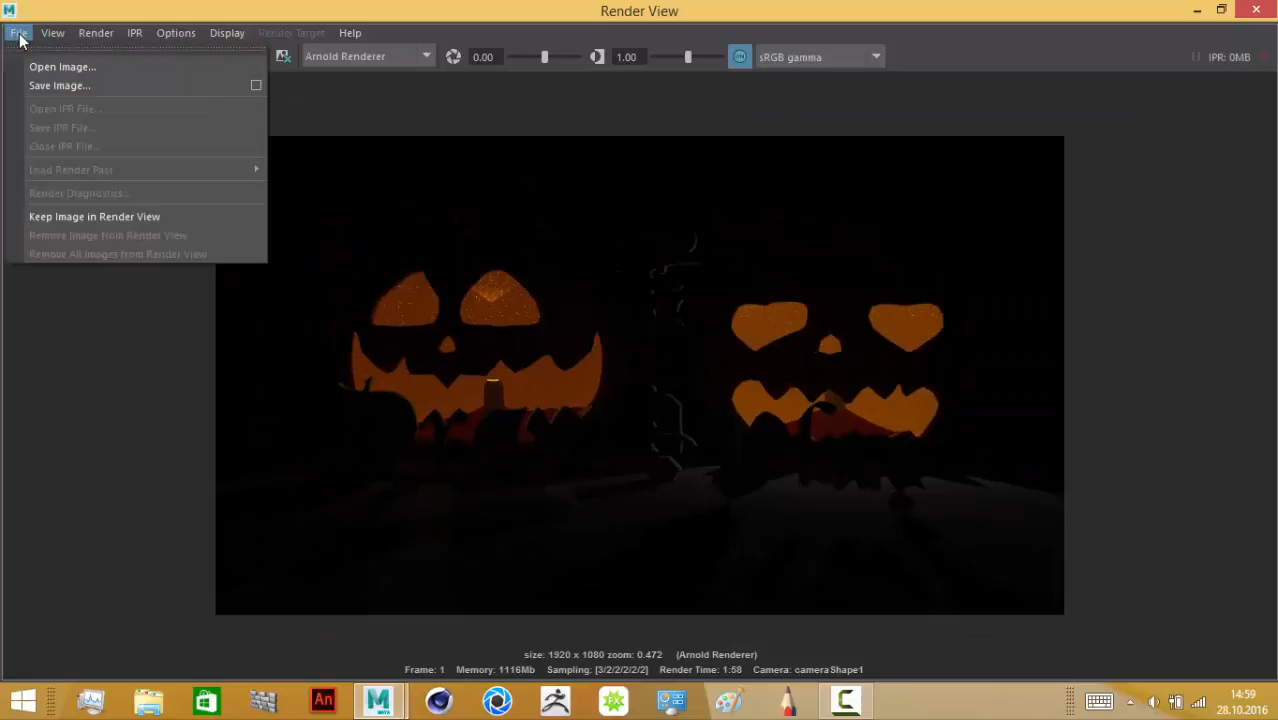 Render View
File View Render IPR Options Display Render Target Help
Arnold Renderer 0.00 1.00 sRGB gamma IPR: 0MB
Open Image...
Save Image...
Open IPR File...
Save IPR File...
Close IPR File...
Load Render Pass
Render Diagnostics...
Keep Image in Render View
Remove Image from Render View
Remove All Images from Render View
size: 1920 x 1080 zoom: 0.472 (Arnold Renderer)
Frame: 1 Memory: 1116Mb Sampling: [3/2/2/2/2/2] Render Time: 1:58 Camera: cameraShape1
An
M
MAYA
FX
C
14:59
28.10.2016